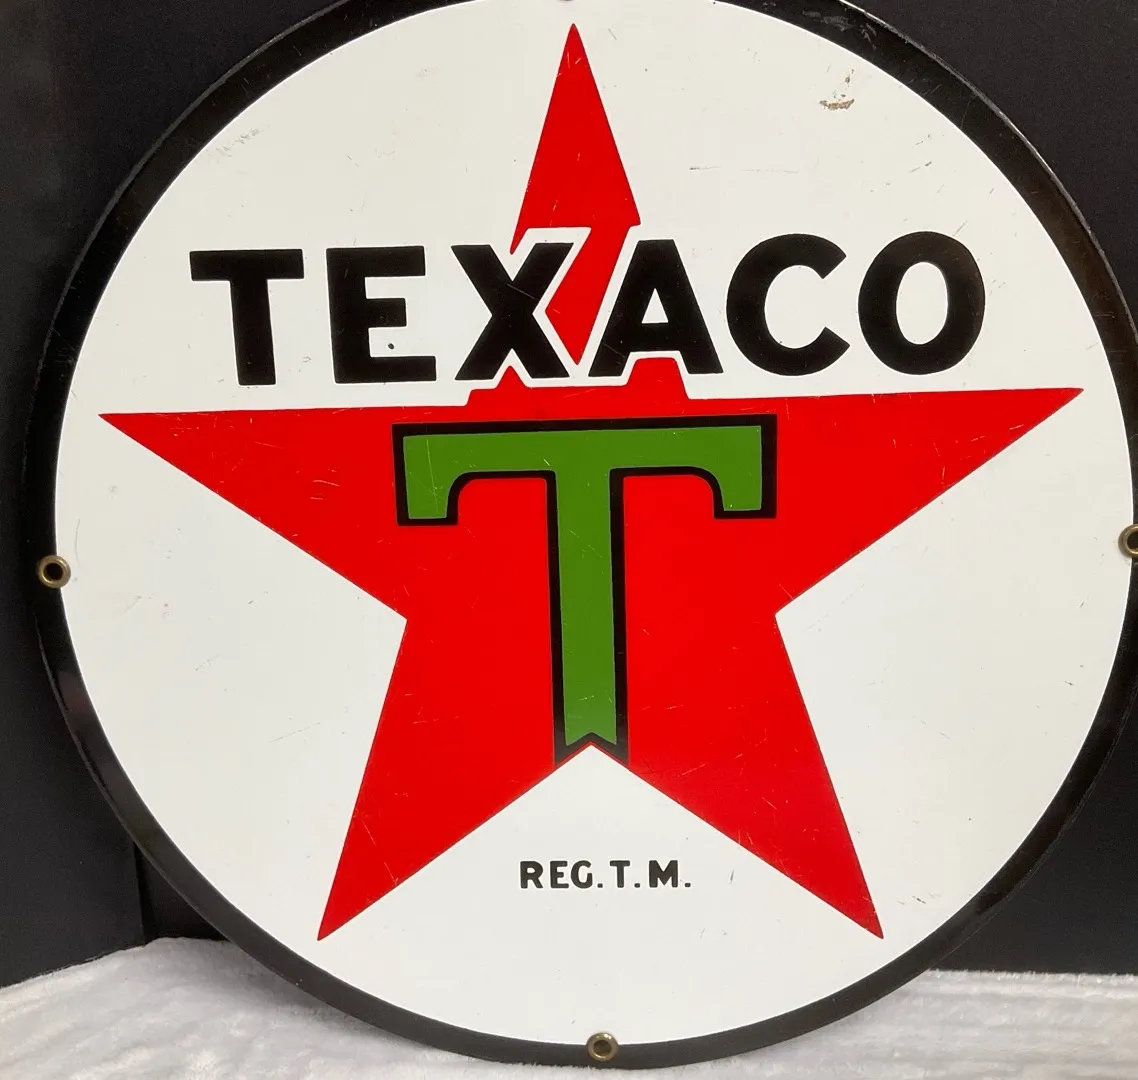 TEXACO
T
REG. T. M.